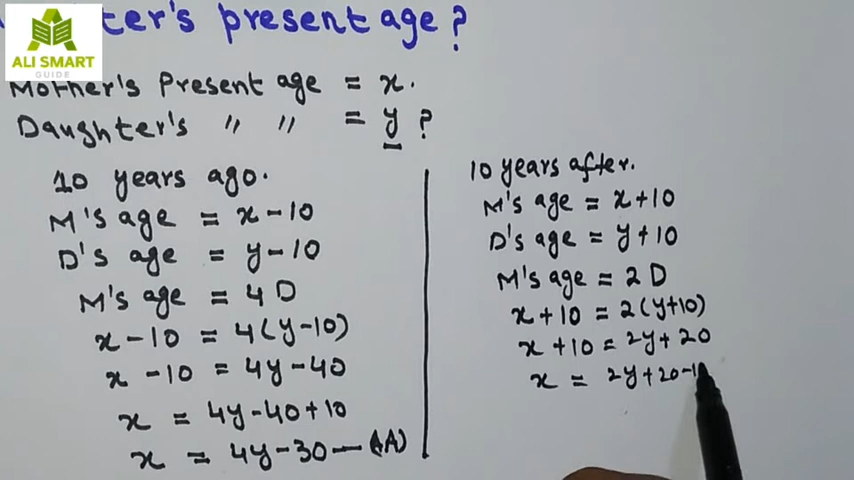 ter's present age?
ALI SMART
GUIDE
Mother's Present age = x.
Daughter's " " = y ?
10 years ago.
M's age = x-10
D's age = y-10
M's age = 4 D
x-10 = 4(y-10)
x -10 = 4y-40
x = 4y-40+10
x = 4y-30—(A)
10 years after.
M's age = x+10
D's age = y+10
M's age = 2 D
x+10 = 2(y+10)
x +10 = 2y+20
x = 2y+20-1